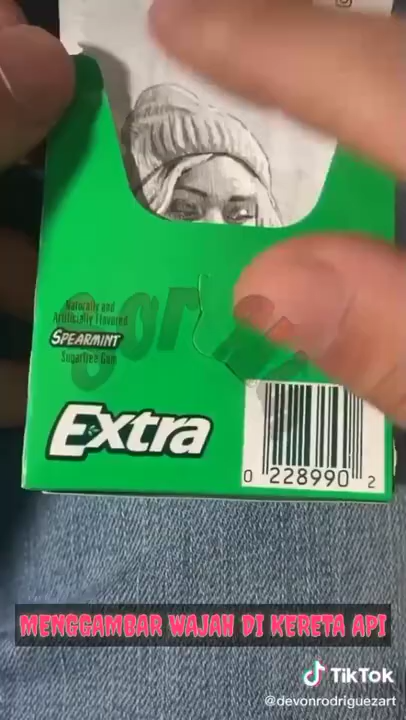 Naturally and
Artificially Flavored
SPEARMINT
Sugarfree Gum
Extra
0 228990 2
MENGGAMBAR WAJAH DI KERETA API
TikTok
@devonrodriguezart